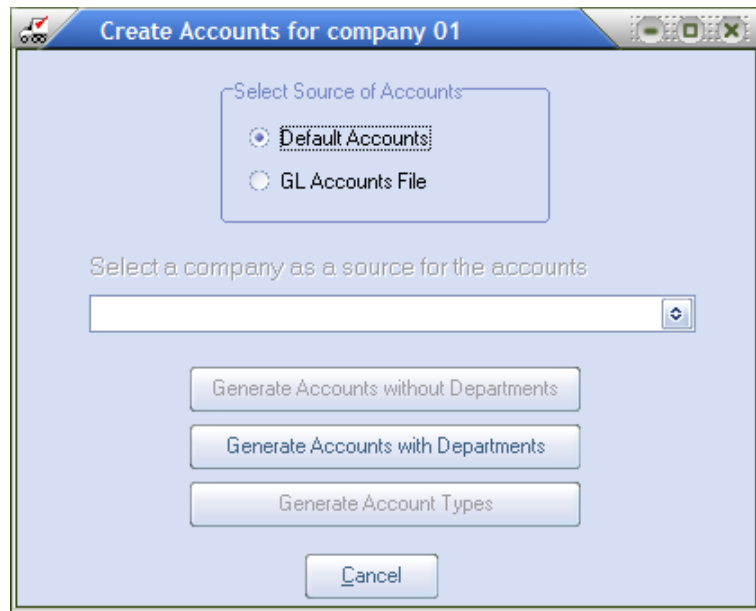 Create Accounts for company 01
Select Source of Accounts
Default Accounts
GL Accounts File
Select a company as a source for the accounts
Generate Accounts without Departments
Generate Accounts with Departments
Generate Account Types
Cancel